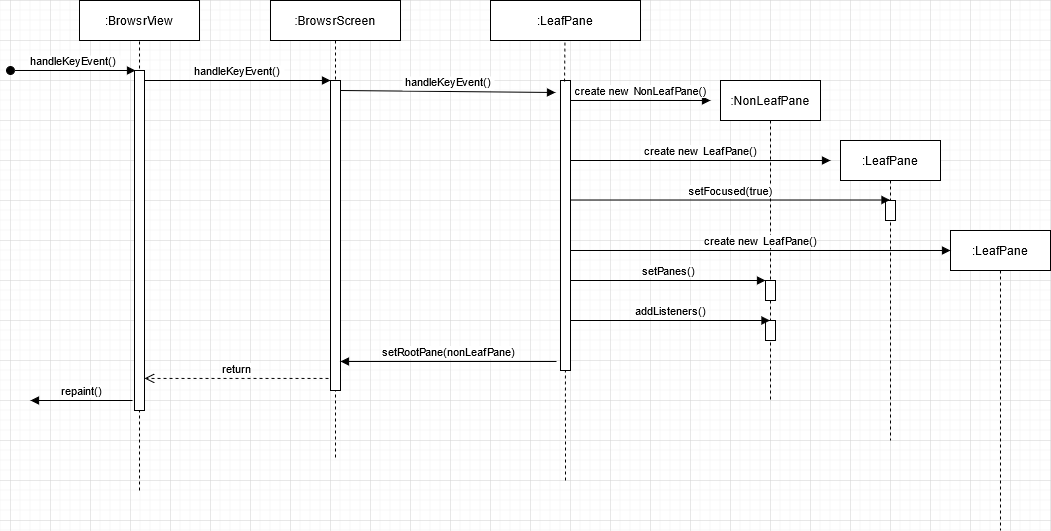 :BrowsrView
:BrowsrScreen
:LeafPane
handleKeyEvent()
handleKeyEvent()
handleKeyEvent()
create new NonLeafPane()
:NonLeafPane
create new LeafPane()
:LeafPane
setFocused(true)
create new LeafPane()
:LeafPane
setPanes()
addListeners()
setRootPane(nonLeafPane)
return
repaint()